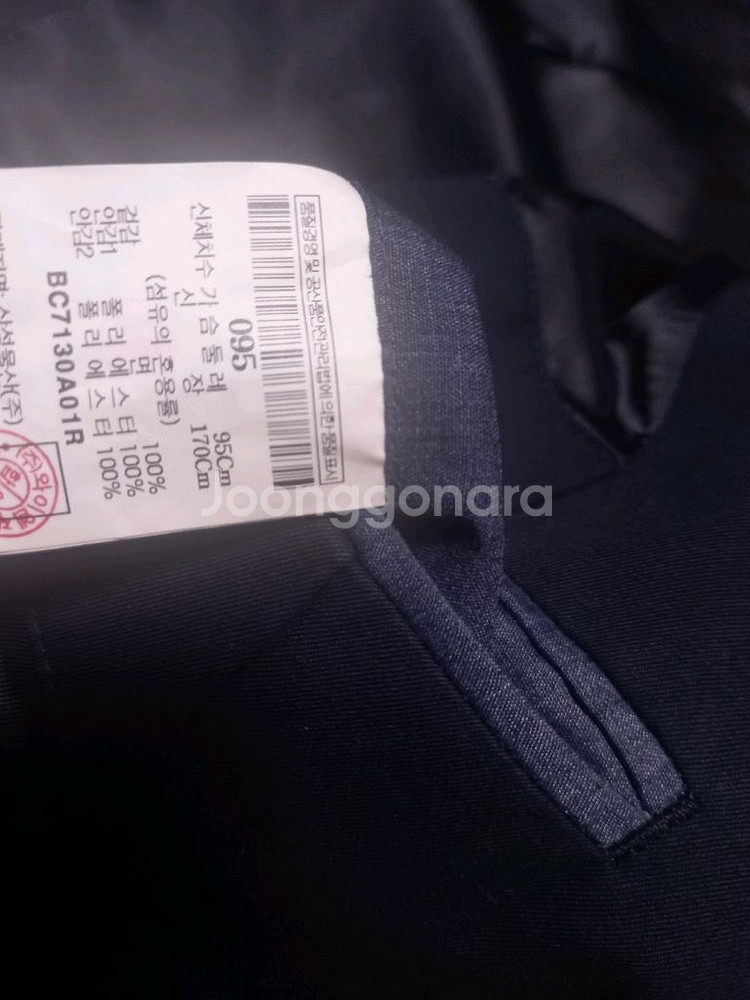 품질경영 및 공산품안전관리법에 의한 품질표시
095
신체치수 가슴둘레 95Cm
신 장 170Cm
(섬유의 혼용률)
겉감 면 100%
안감1 폴리에스터 100%
안감2 폴리에스터 100%
BC7130A01R
Joonggonara